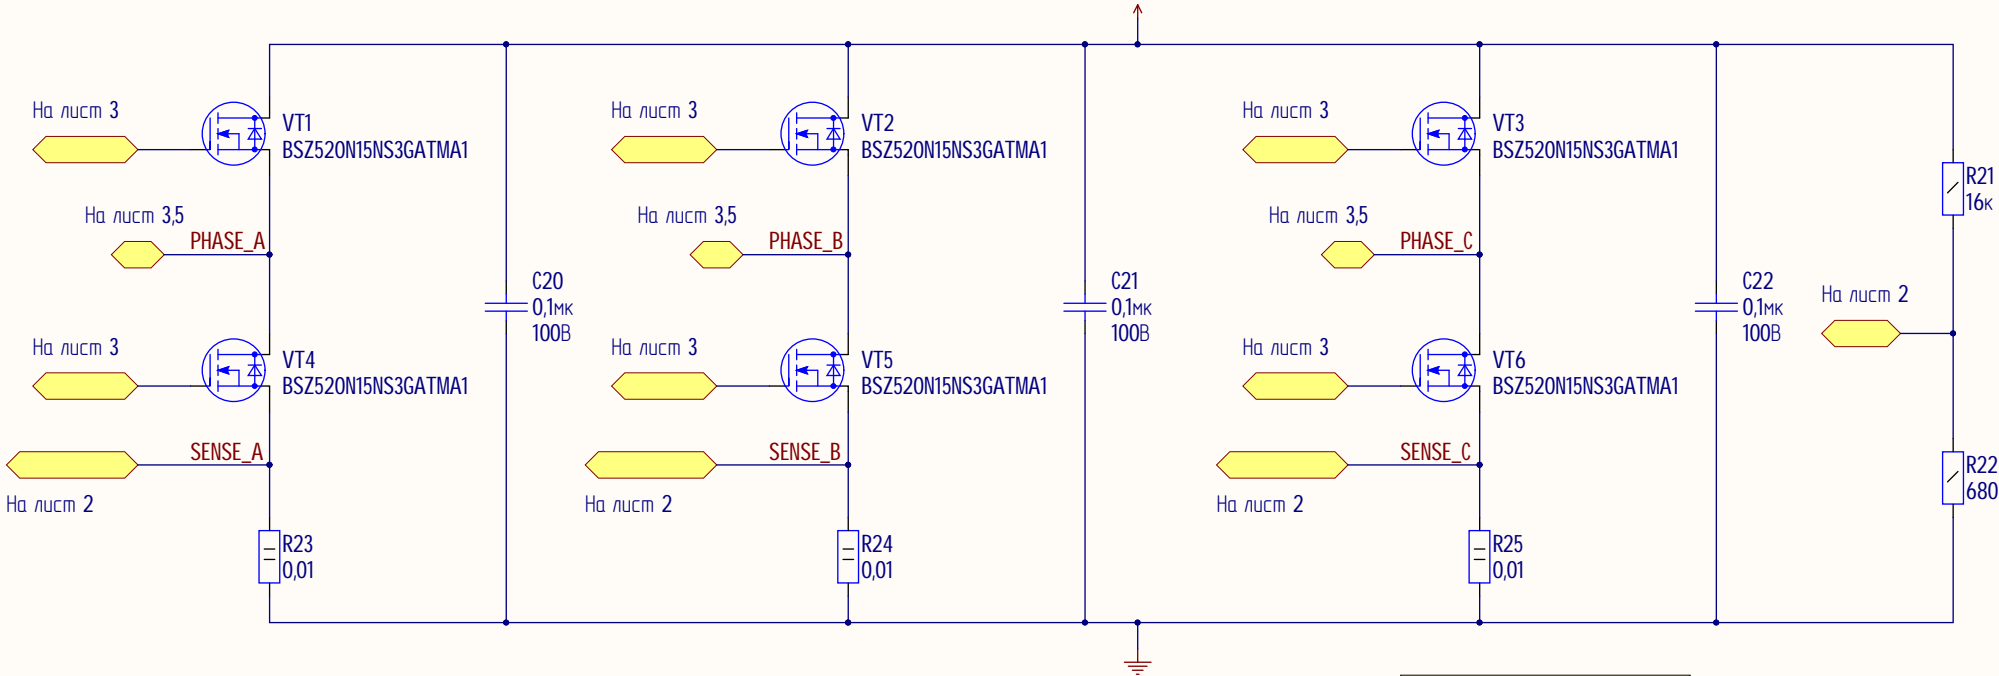 На лист 3
VT1
BSZ520N15NS3GATMA1
На лист 3
VT2
BSZ520N15NS3GATMA1
На лист 3
VT3
BSZ520N15NS3GATMA1
R21
16к
На лист 3,5
PHASE_A
На лист 3,5
PHASE_B
На лист 3,5
PHASE_C
C20
0,1мк
100В
C21
0,1мк
100В
C22
0,1мк
100В
На лист 2
На лист 3
VT4
BSZ520N15NS3GATMA1
На лист 3
VT5
BSZ520N15NS3GATMA1
На лист 3
VT6
BSZ520N15NS3GATMA1
SENSE_A
На лист 2
SENSE_B
На лист 2
SENSE_C
На лист 2
R22
680
R23
0,01
R24
0,01
R25
0,01